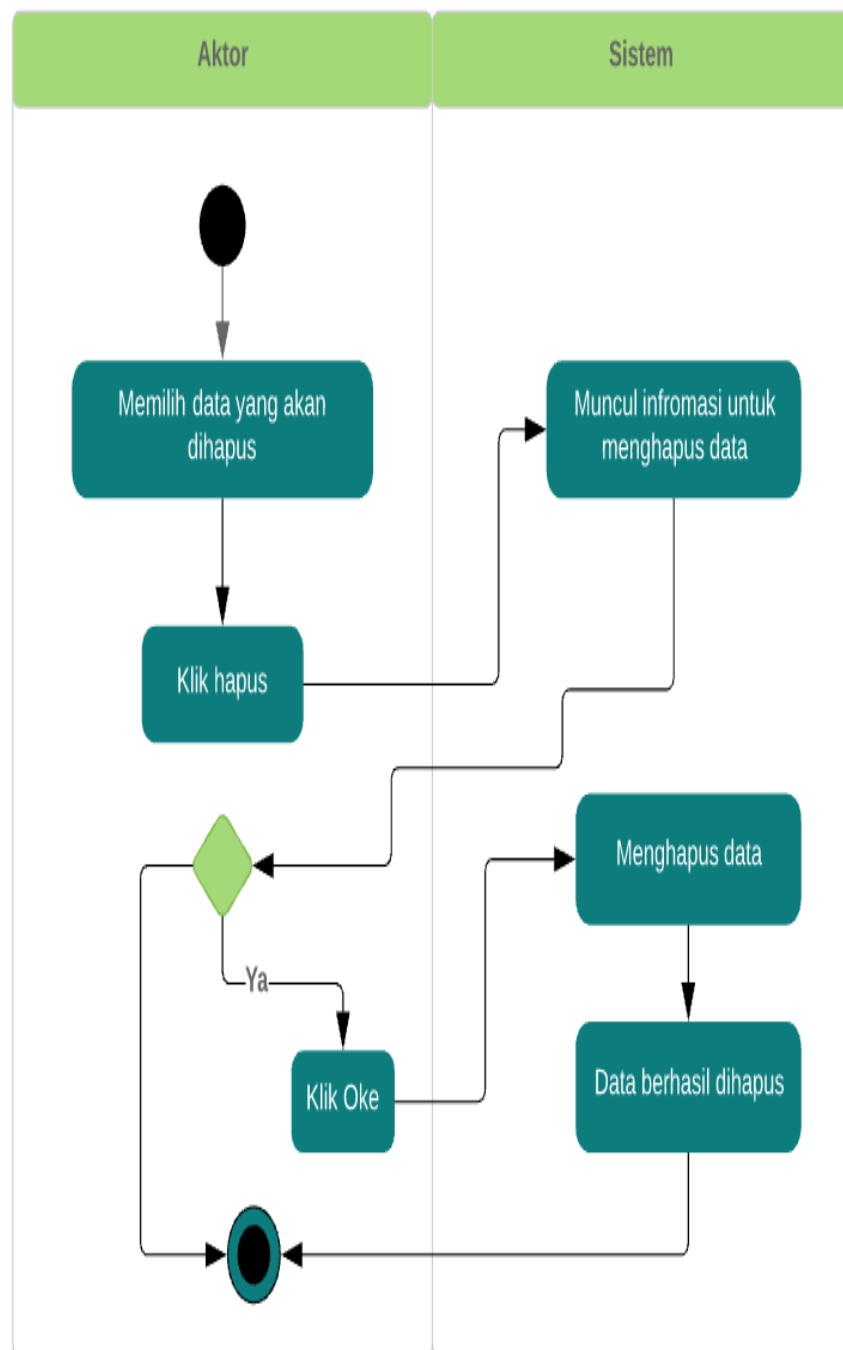 Aktor
Sistem
Memilih data yang akan
dihapus
Muncul infromasi untuk
menghapus data
Klik hapus
Menghapus data
Ya
Klik Oke
Data berhasil dihapus